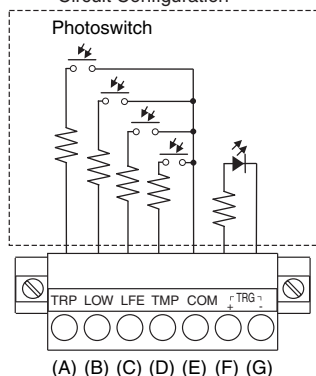 Circuit Configuration
Photoswitch
TRP LOW LFE TMP COM + TRG -
(A) (B) (C) (D) (E) (F) (G)